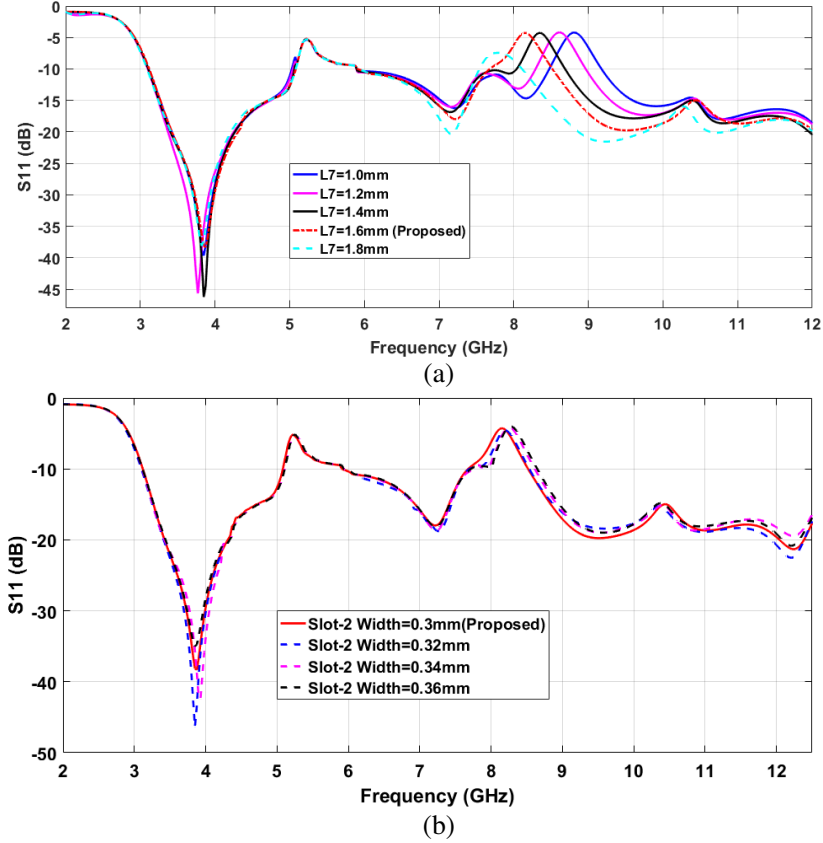 0
-5
-10
-15
-20
-25
-30
-35
-40
-45
S11 (dB)
L7=1.0mm
L7=1.2mm
L7=1.4mm
L7=1.6mm (Proposed)
L7=1.8mm
2 3 4 5 6 7 8 9 10 11 12
Frequency (GHz)
(a)
0
-10
-20
-30
-40
-50
S11 (dB)
Slot-2 Width=0.3mm(Proposed)
Slot-2 Width=0.32mm
Slot-2 Width=0.34mm
Slot-2 Width=0.36mm
2 3 4 5 6 7 8 9 10 11 12
Frequency (GHz)
(b)